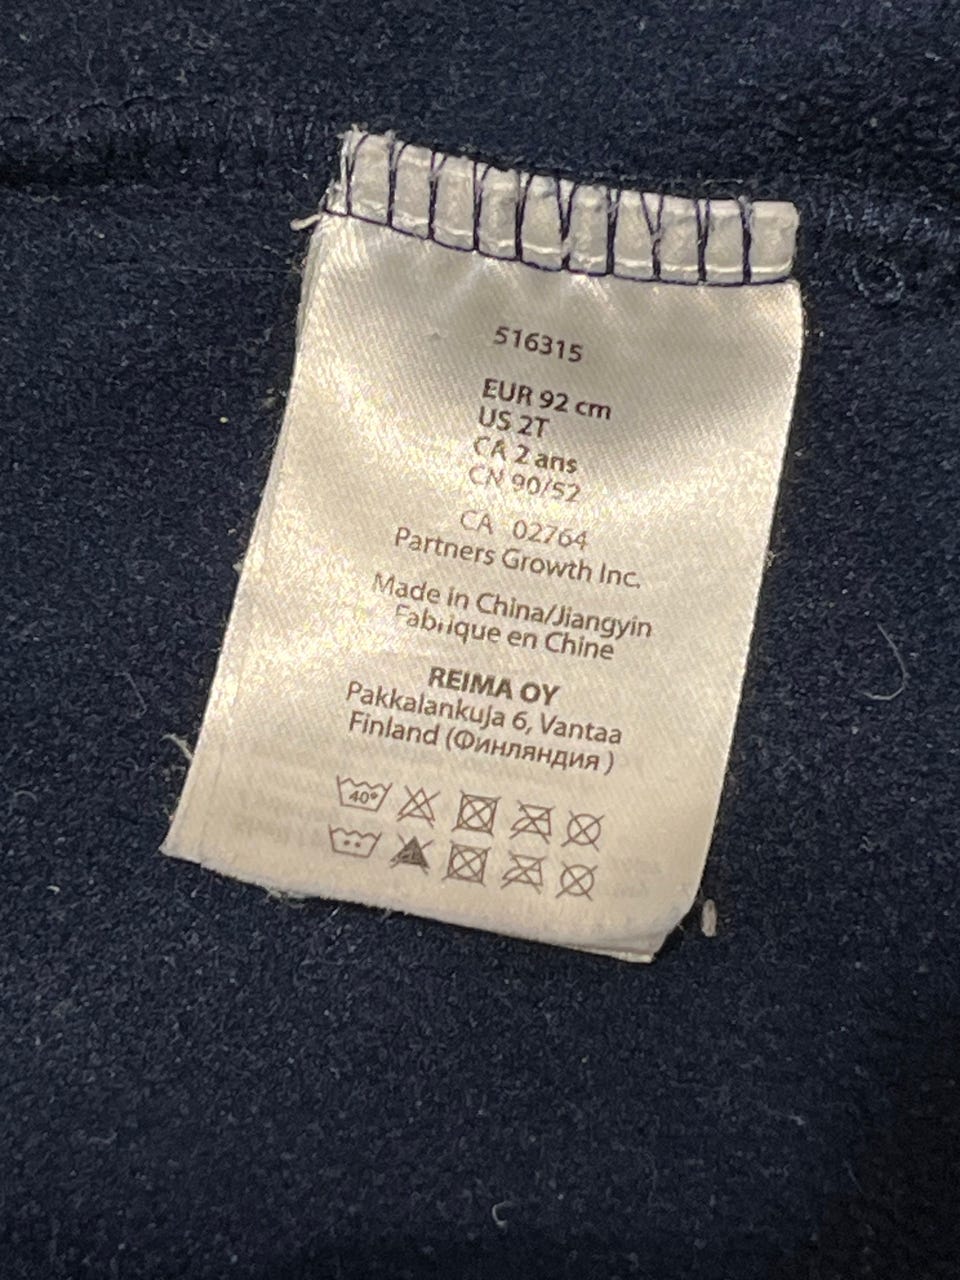 516315
EUR 92 cm
US 2T
CA 2 ans
CN 90/52
CA 02764
Partners Growth Inc.
Made in China/Jiangyin
Fabrique en Chine
REIMA OY
Pakkalankuja 6, Vantaa
Finland (Финляндия )
40°